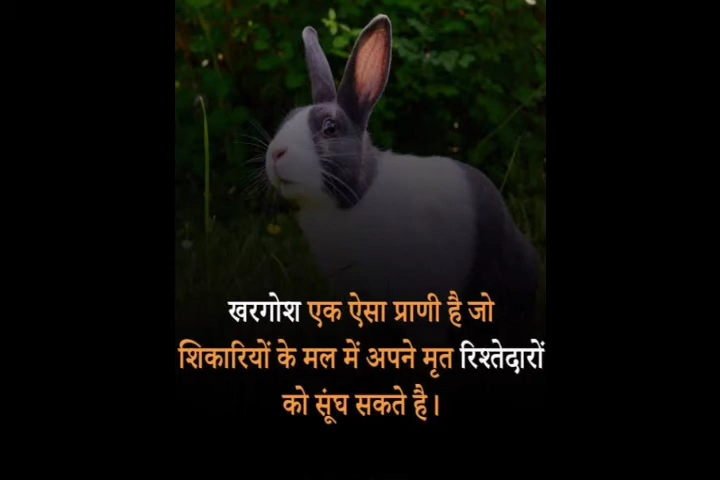 खरगोश एक ऐसा प्राणी है जो
शिकारियों के मल में अपने मृत रिश्तेदारों
को सूंघ सकते है।